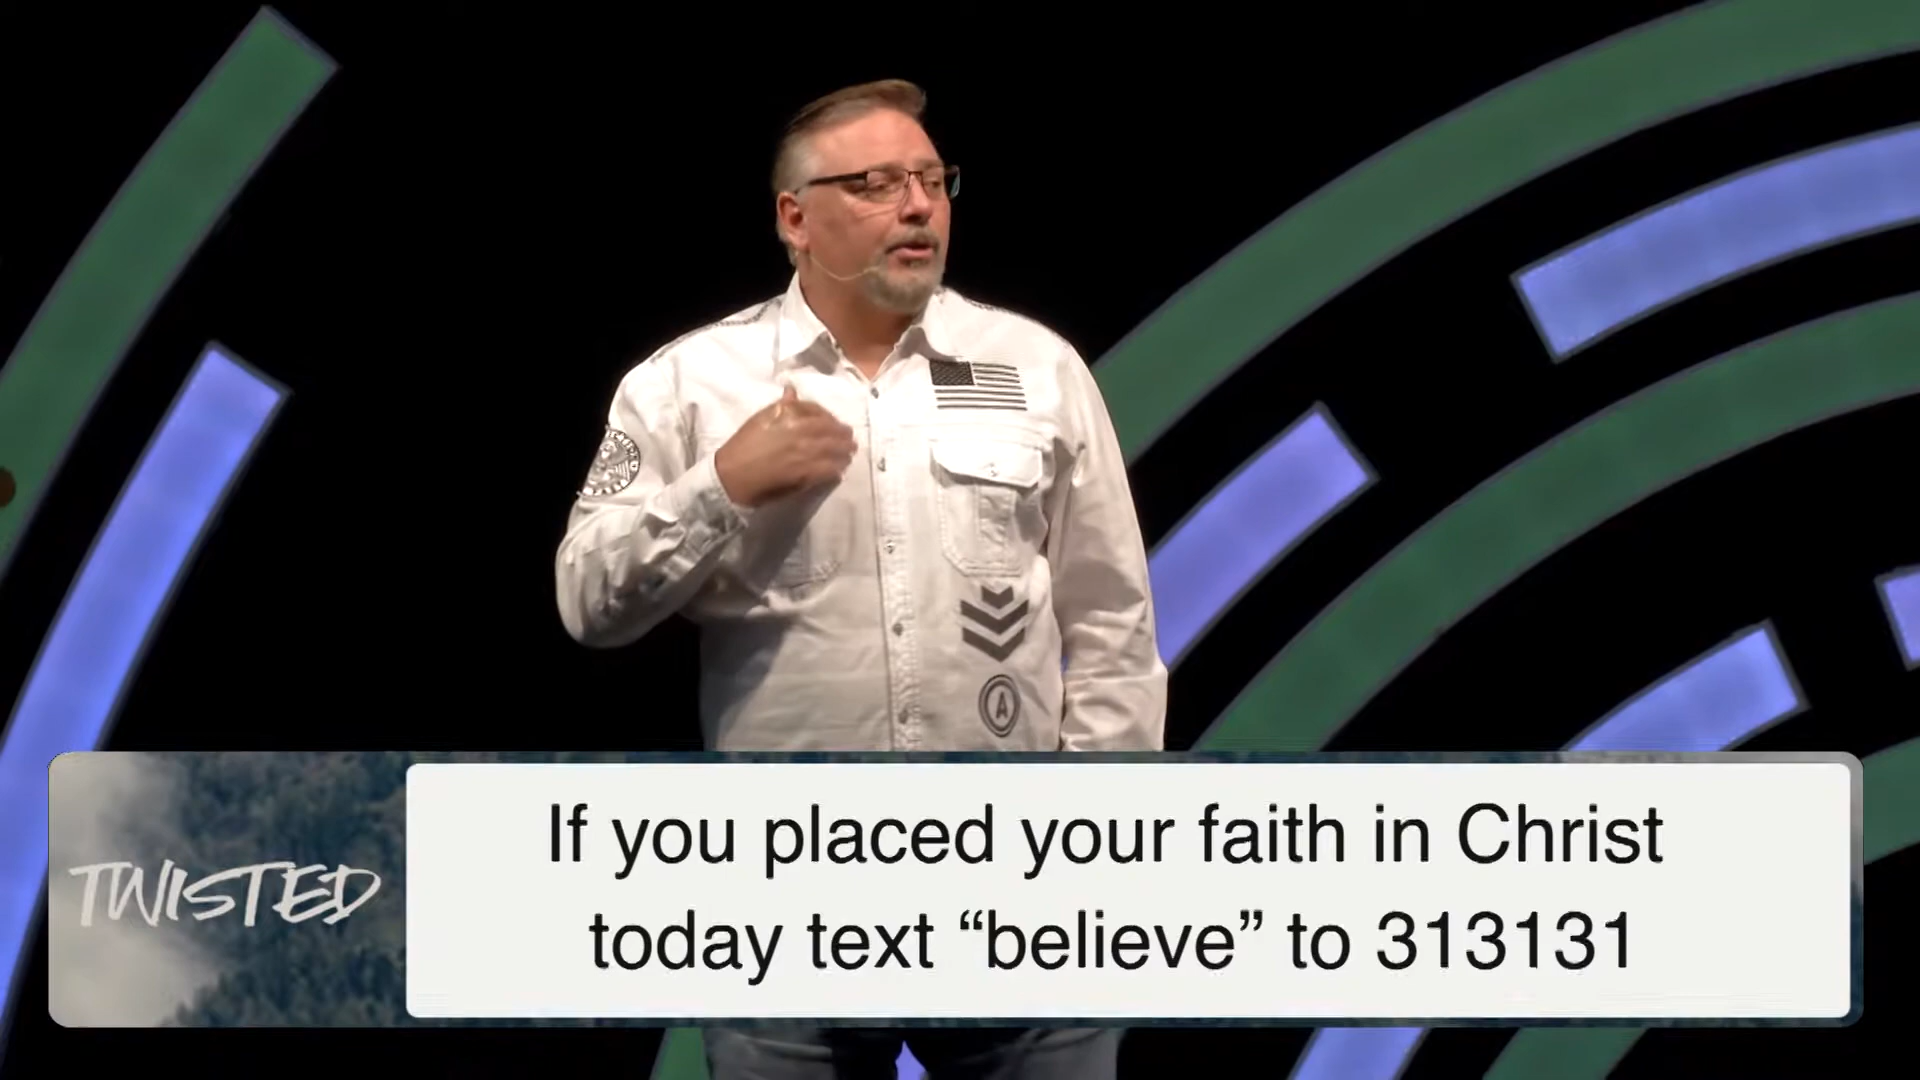 A
TWISTED
If you placed your faith in Christ
today text “believe” to 313131